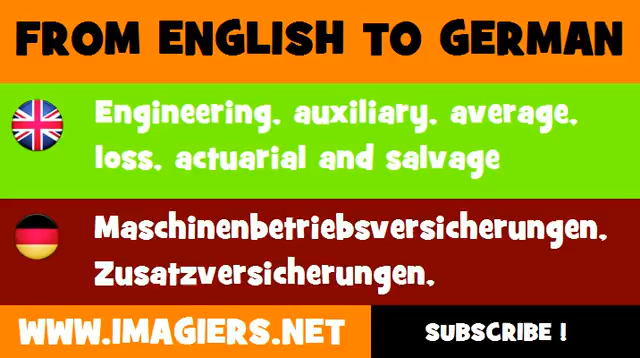 FROM ENGLISH TO GERMAN
Engineering, auxiliary, average,
loss, actuarial and salvage
Maschinenbetriebsversicherungen,
Zusatzversicherungen,
WWW.IMAGIERS.NET
SUBSCRIBE !